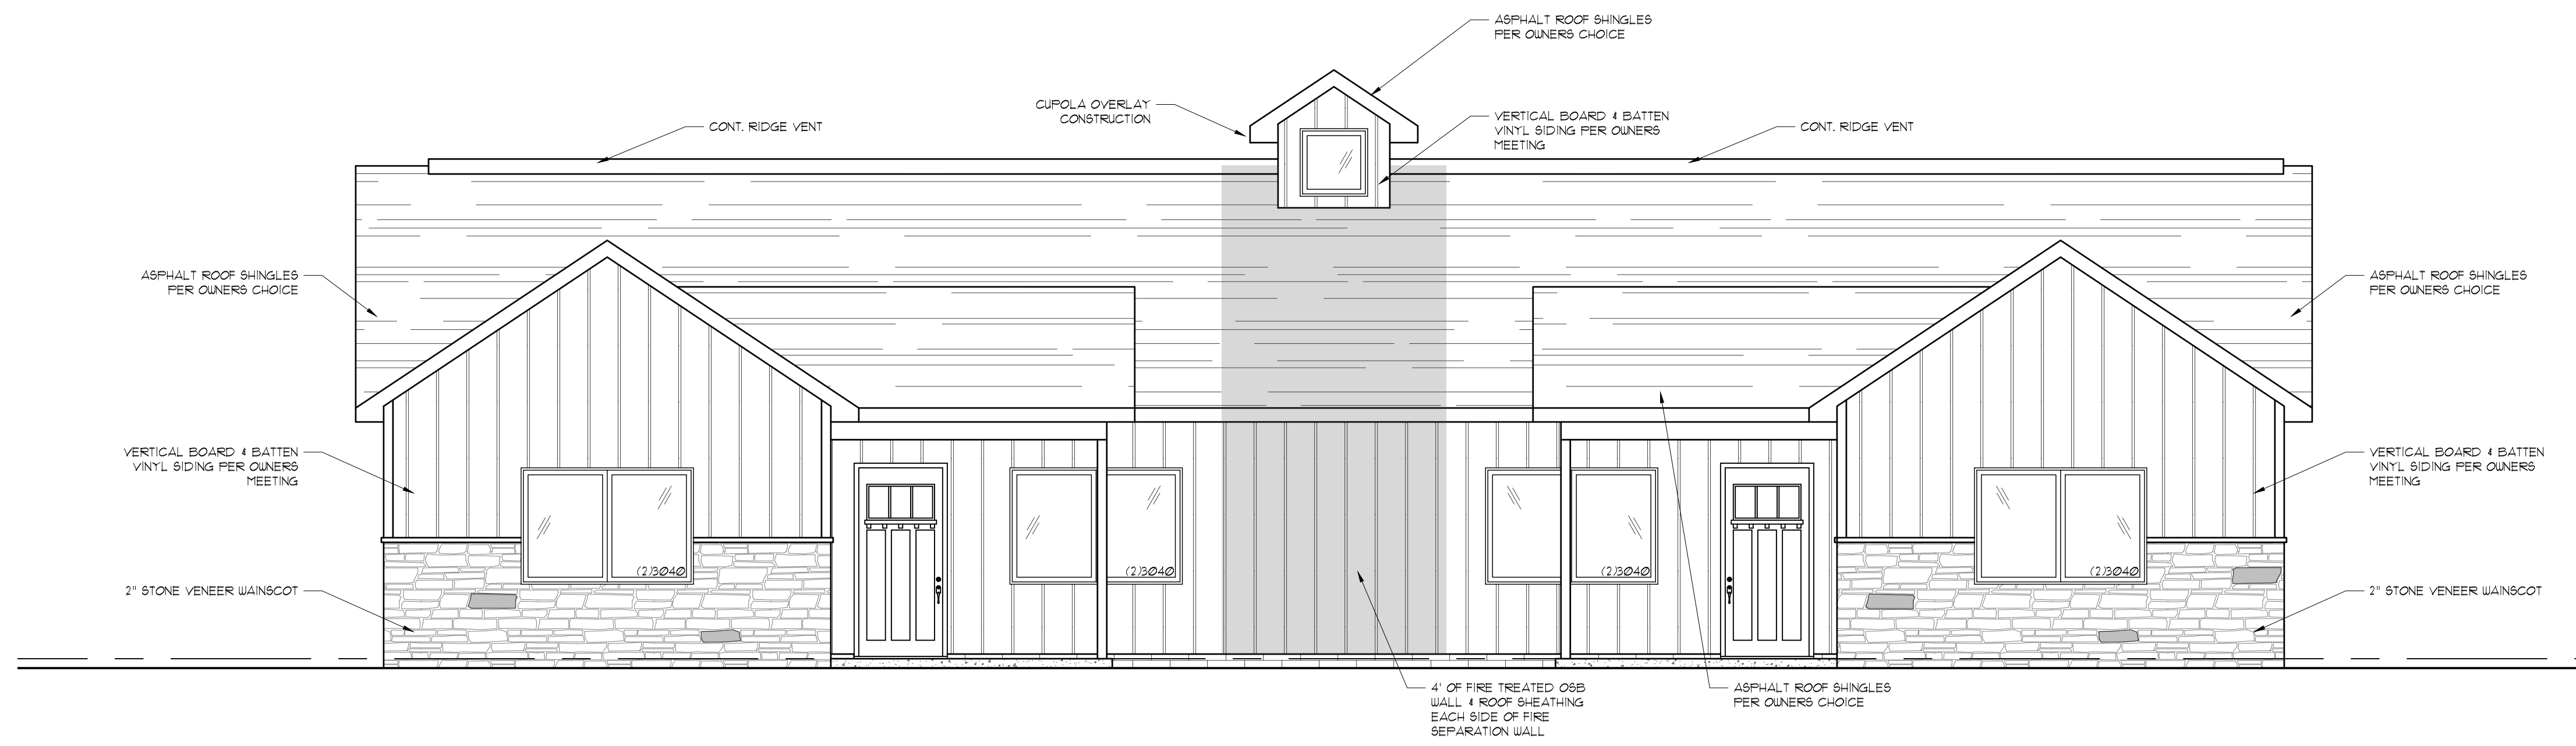 ASPHALT ROOF SHINGLES
PER OWNERS CHOICE
CUPOLA OVERLAY
CONSTRUCTION
VERTICAL BOARD & BATTEN
VINYL SIDING PER OWNERS
MEETING
CONT. RIDGE VENT
CONT. RIDGE VENT
ASPHALT ROOF SHINGLES
PER OWNERS CHOICE
ASPHALT ROOF SHINGLES
PER OWNERS CHOICE
VERTICAL BOARD & BATTEN
VINYL SIDING PER OWNERS
MEETING
VERTICAL BOARD & BATTEN
VINYL SIDING PER OWNERS
MEETING
(2)3040
(2)3040
(2)3040
(2)3040
2" STONE VENEER WAINSCOT
2" STONE VENEER WAINSCOT
4' OF FIRE TREATED OSB
WALL & ROOF SHEATHING
EACH SIDE OF FIRE
SEPARATION WALL
ASPHALT ROOF SHINGLES
PER OWNERS CHOICE